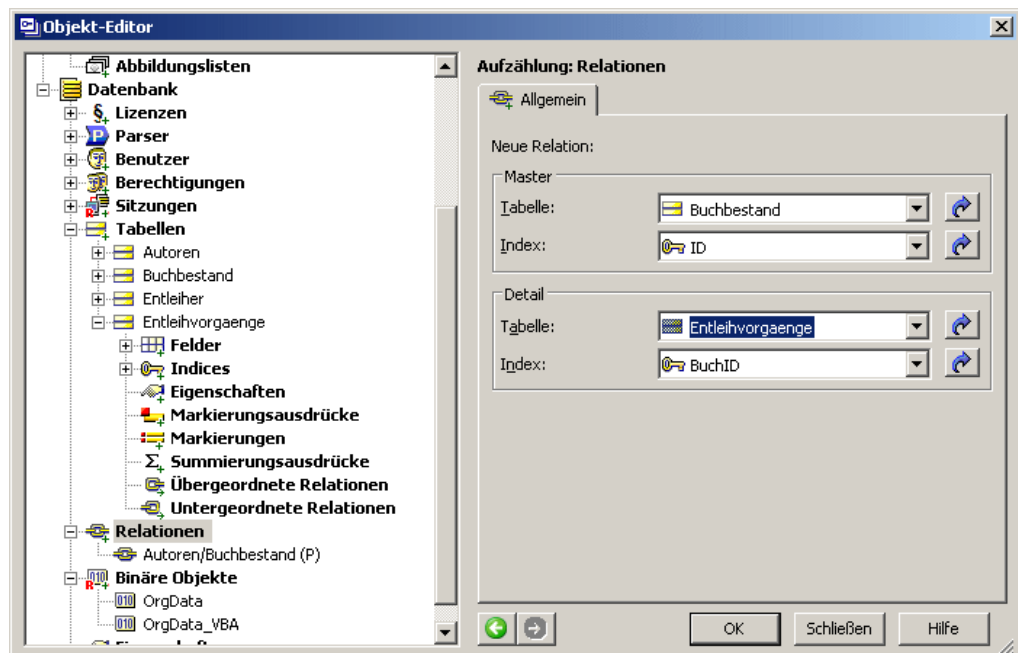 Objekt-Editor
Abbildungslisten
Datenbank
Lizenzen
Parser
Benutzer
Berechtigungen
Sitzungen
Tabellen
Autoren
Buchbestand
Entleiher
Entleihvorgaenge
Felder
Indices
Eigenschaften
Markierungsausdrücke
Markierungen
Summierungsausdrücke
Übergeordnete Relationen
Untergeordnete Relationen
Relationen
Autoren/Buchbestand (P)
Binäre Objekte
OrgData
OrgData_VBA
Aufzählung: Relationen
Allgemein
Neue Relation:
Master
Tabelle: Buchbestand
Index: ID
Detail
Tabelle: Entleihvorgaenge
Index: BuchID
OK Schließen Hilfe